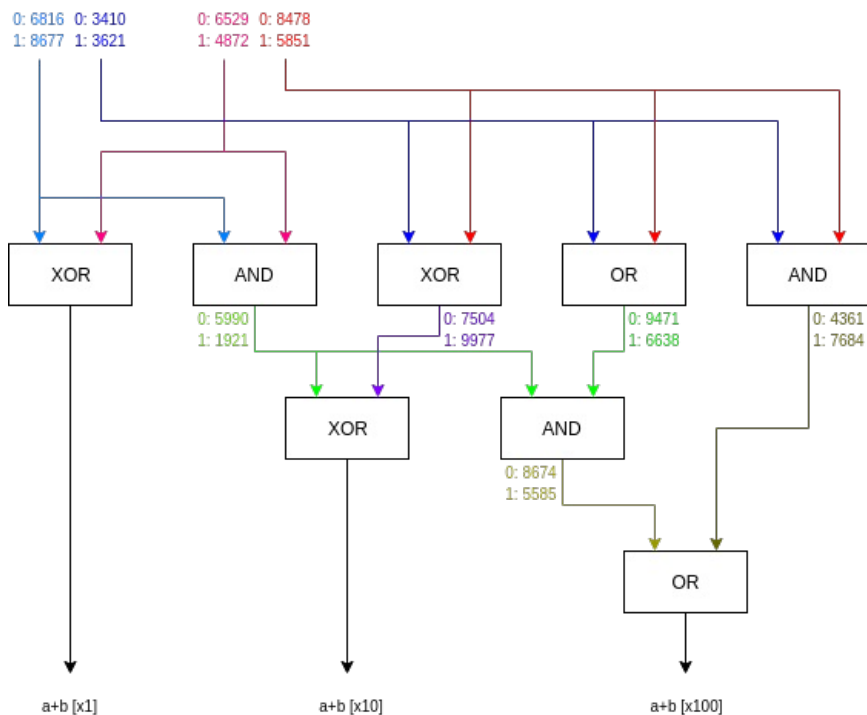 0: 6816 0: 3410 0: 6529 0: 8478
1: 8677 1: 3621 1: 4872 1: 5851
XOR AND XOR OR AND
0: 5990 0: 7504 0: 9471 0: 4361
1: 1921 1: 9977 1: 6638 1: 7684
XOR AND
0: 8674
1: 5585
OR
a+b [x1] a+b [x10] a+b [x100]